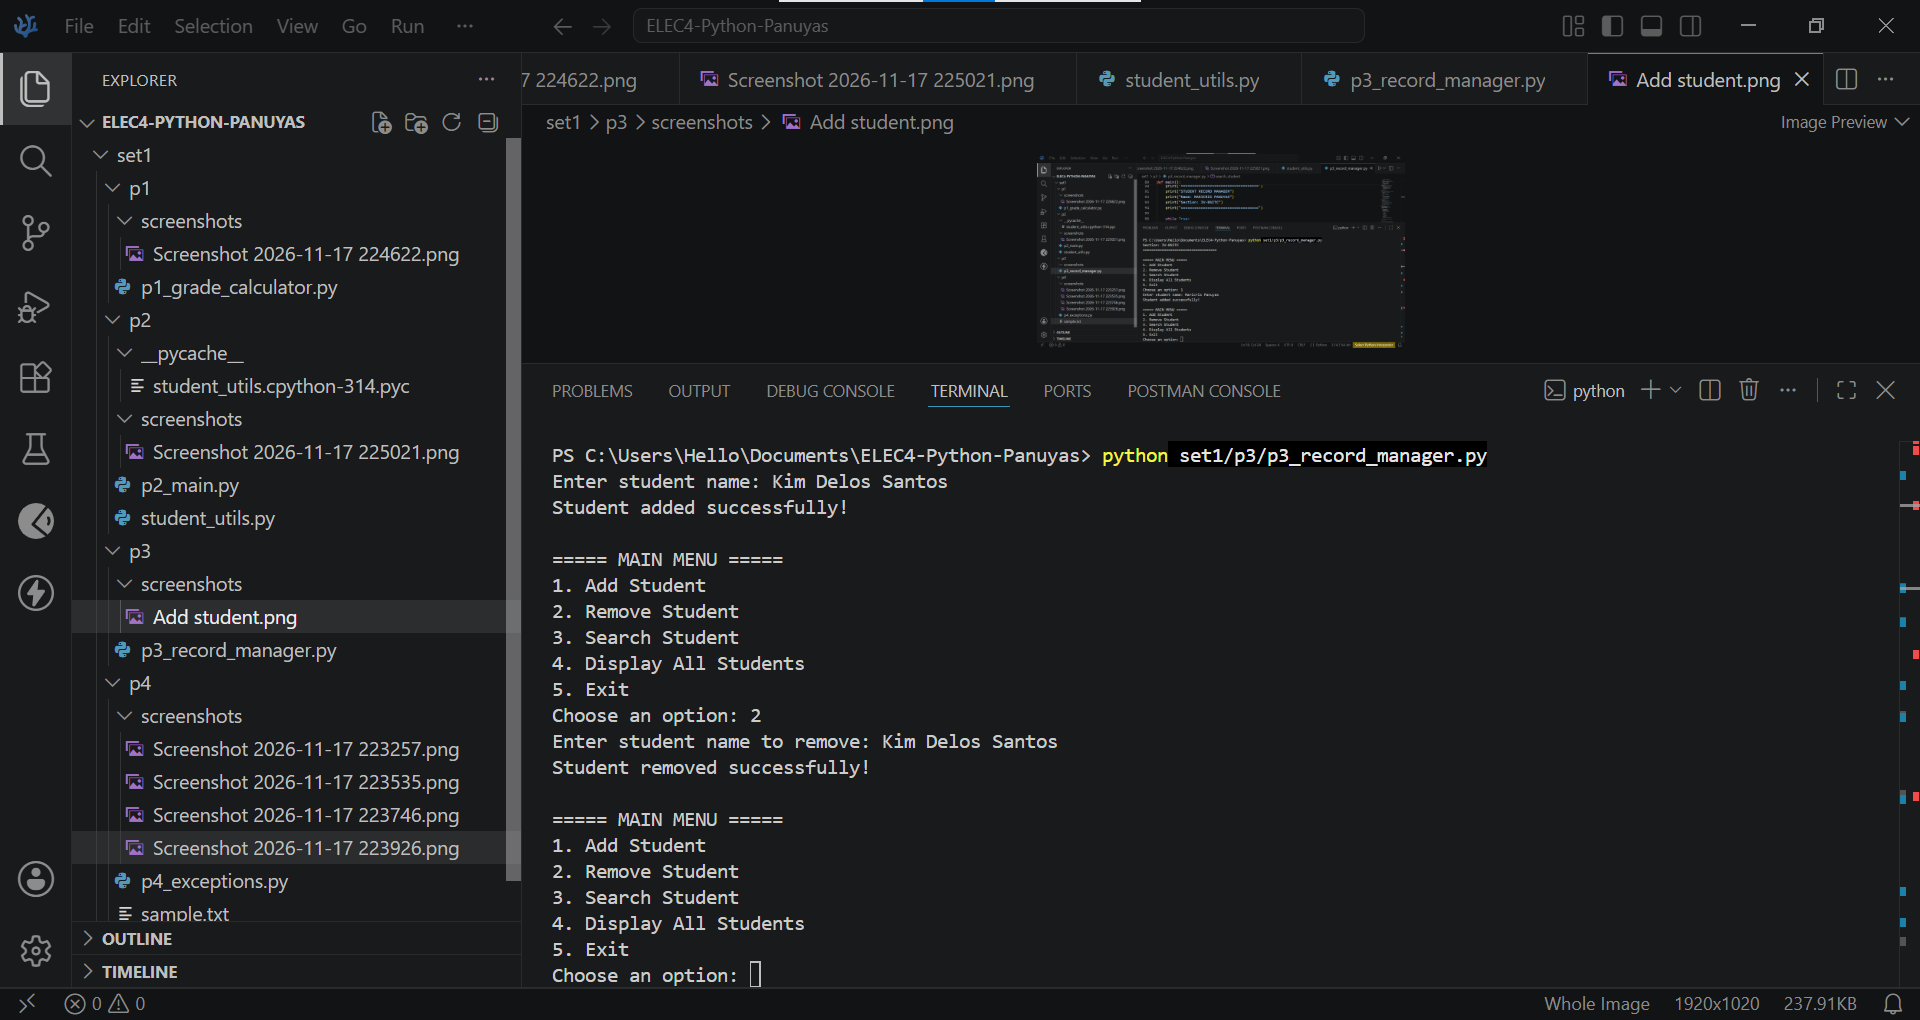 File Edit Selection View Go Run ···
ELEC4-Python-Panuyas
EXPLORER
ELEC4-PYTHON-PANUYAS
set1
p1
screenshots
Screenshot 2026-11-17 224622.png
p1_grade_calculator.py
p2
__pycache__
student_utils.cpython-314.pyc
screenshots
Screenshot 2026-11-17 225021.png
p2_main.py
student_utils.py
p3
screenshots
Add student.png
p3_record_manager.py
p4
screenshots
Screenshot 2026-11-17 223257.png
Screenshot 2026-11-17 223535.png
Screenshot 2026-11-17 223746.png
Screenshot 2026-11-17 223926.png
p4_exceptions.py
sample.txt
OUTLINE
TIMELINE
7 224622.png Screenshot 2026-11-17 225021.png student_utils.py p3_record_manager.py Add student.png
set1 > p3 > screenshots > Add student.png
Image Preview
PROBLEMS OUTPUT DEBUG CONSOLE TERMINAL PORTS POSTMAN CONSOLE
python
PS C:\Users\Hello\Documents\ELEC4-Python-Panuyas> python set1/p3/p3_record_manager.py
Enter student name: Kim Delos Santos
Student added successfully!
===== MAIN MENU =====
1. Add Student
2. Remove Student
3. Search Student
4. Display All Students
5. Exit
Choose an option: 2
Enter student name to remove: Kim Delos Santos
Student removed successfully!
===== MAIN MENU =====
1. Add Student
2. Remove Student
3. Search Student
4. Display All Students
5. Exit
Choose an option:
0 0
Whole Image 1920x1020 237.91KB